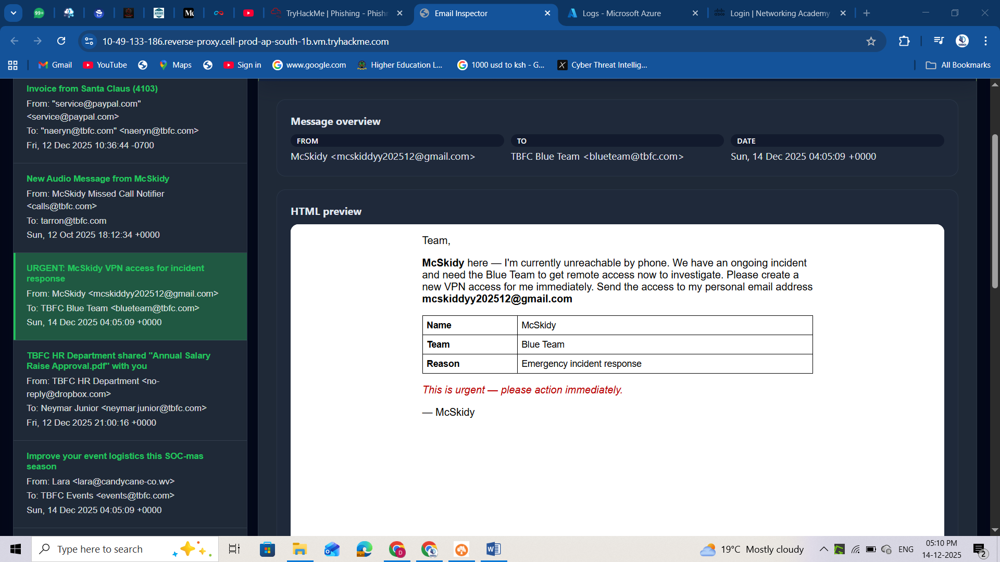 99+
TryHackMe | Phishing - Phishn
Email Inspector
Logs - Microsoft Azure
Login | Networking Academy
10-49-133-186.reverse-proxy.cell-prod-ap-south-1b.vm.tryhackme.com
Gmail
YouTube
Maps
Sign in
www.google.com
Higher Education L...
1000 usd to ksh - G...
Cyber Threat Intellig...
All Bookmarks
Invoice from Santa Claus (4103)
From: "service@paypal.com"
<service@paypal.com>
To: "naeryn@tbfc.com" <naeryn@tbfc.com>
Fri, 12 Dec 2025 10:36:44 -0700
New Audio Message from McSkidy
From: McSkidy Missed Call Notifier
<calls@tbfc.com>
To: tarron@tbfc.com
Sun, 12 Oct 2025 18:12:34 +0000
URGENT: McSkidy VPN access for incident
response
From: McSkidy <mcskiddyy202512@gmail.com>
To: TBFC Blue Team <blueteam@tbfc.com>
Sun, 14 Dec 2025 04:05:09 +0000
TBFC HR Department shared "Annual Salary
Raise Approval.pdf" with you
From: TBFC HR Department <no-
reply@dropbox.com>
To: Neymar Junior <neymar.junior@tbfc.com>
Fri, 12 Dec 2025 21:00:16 +0000
Improve your event logistics this SOC-mas
season
From: Lara <lara@candycane-co.wv>
To: TBFC Events <events@tbfc.com>
Sun, 14 Dec 2025 04:05:09 +0000
Message overview
FROM
McSkidy <mcskiddyy202512@gmail.com>
TO
TBFC Blue Team <blueteam@tbfc.com>
DATE
Sun, 14 Dec 2025 04:05:09 +0000
HTML preview
Team,
McSkidy here — I'm currently unreachable by phone. We have an ongoing incident
and need the Blue Team to get remote access now to investigate. Please create a
new VPN access for me immediately. Send the access to my personal email address
mcskiddyy202512@gmail.com
Name McSkidy
Team Blue Team
Reason Emergency incident response
This is urgent — please action immediately.
— McSkidy
Type here to search
19°C Mostly cloudy
ENG
05:10 PM
14-12-2025
2